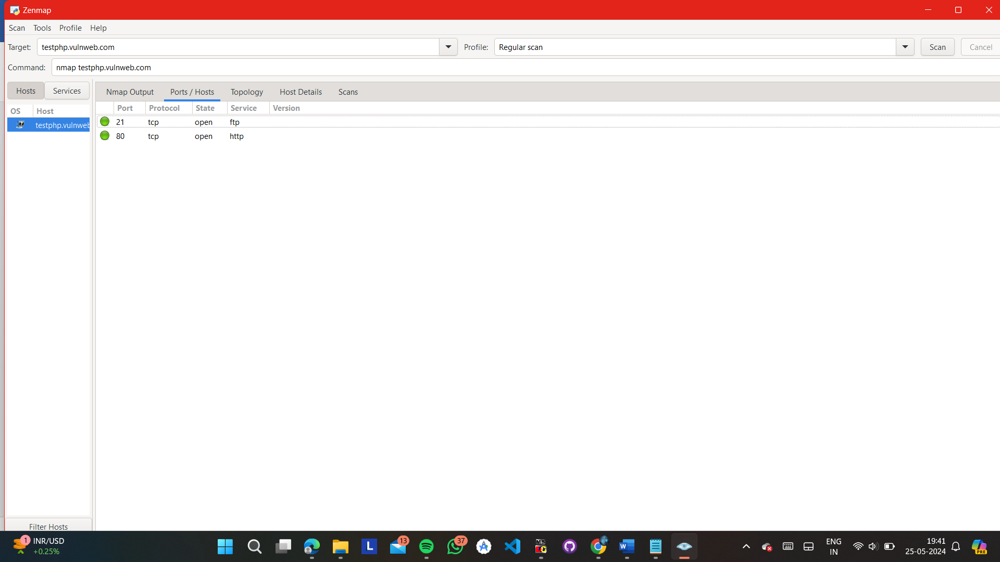 Zenmap
Scan Tools Profile Help
Target: testphp.vulnweb.com Profile: Regular scan Scan Cancel
Command: nmap testphp.vulnweb.com
Hosts Services Nmap Output Ports / Hosts Topology Host Details Scans
OS Host Port Protocol State Service Version
testphp.vulnweb 21 tcp open ftp
80 tcp open http
Filter Hosts
1 INR/USD
+0.25%
L 13 37 Ms
ENG
IN
19:41
25-05-2024
PRE